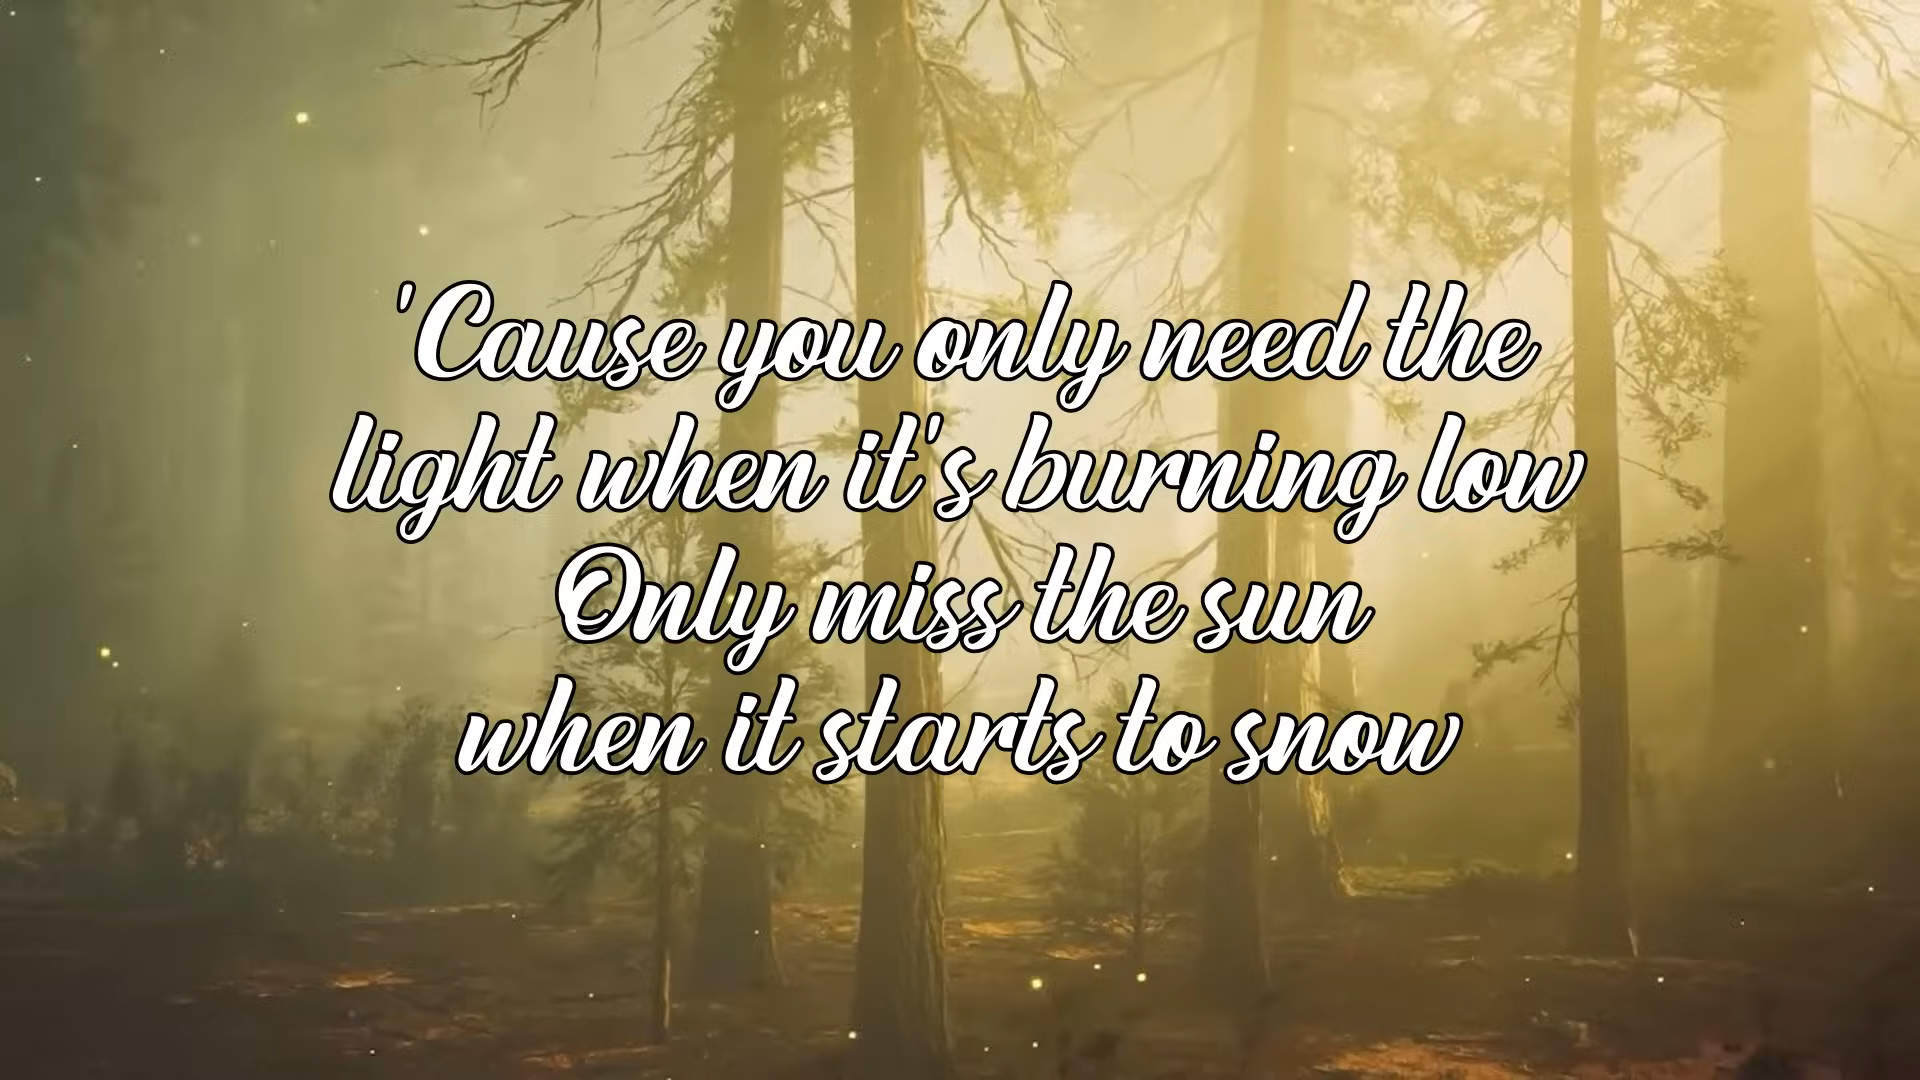 'Cause you only need the
light when it's burning low
Only miss the sun
when it starts to snow